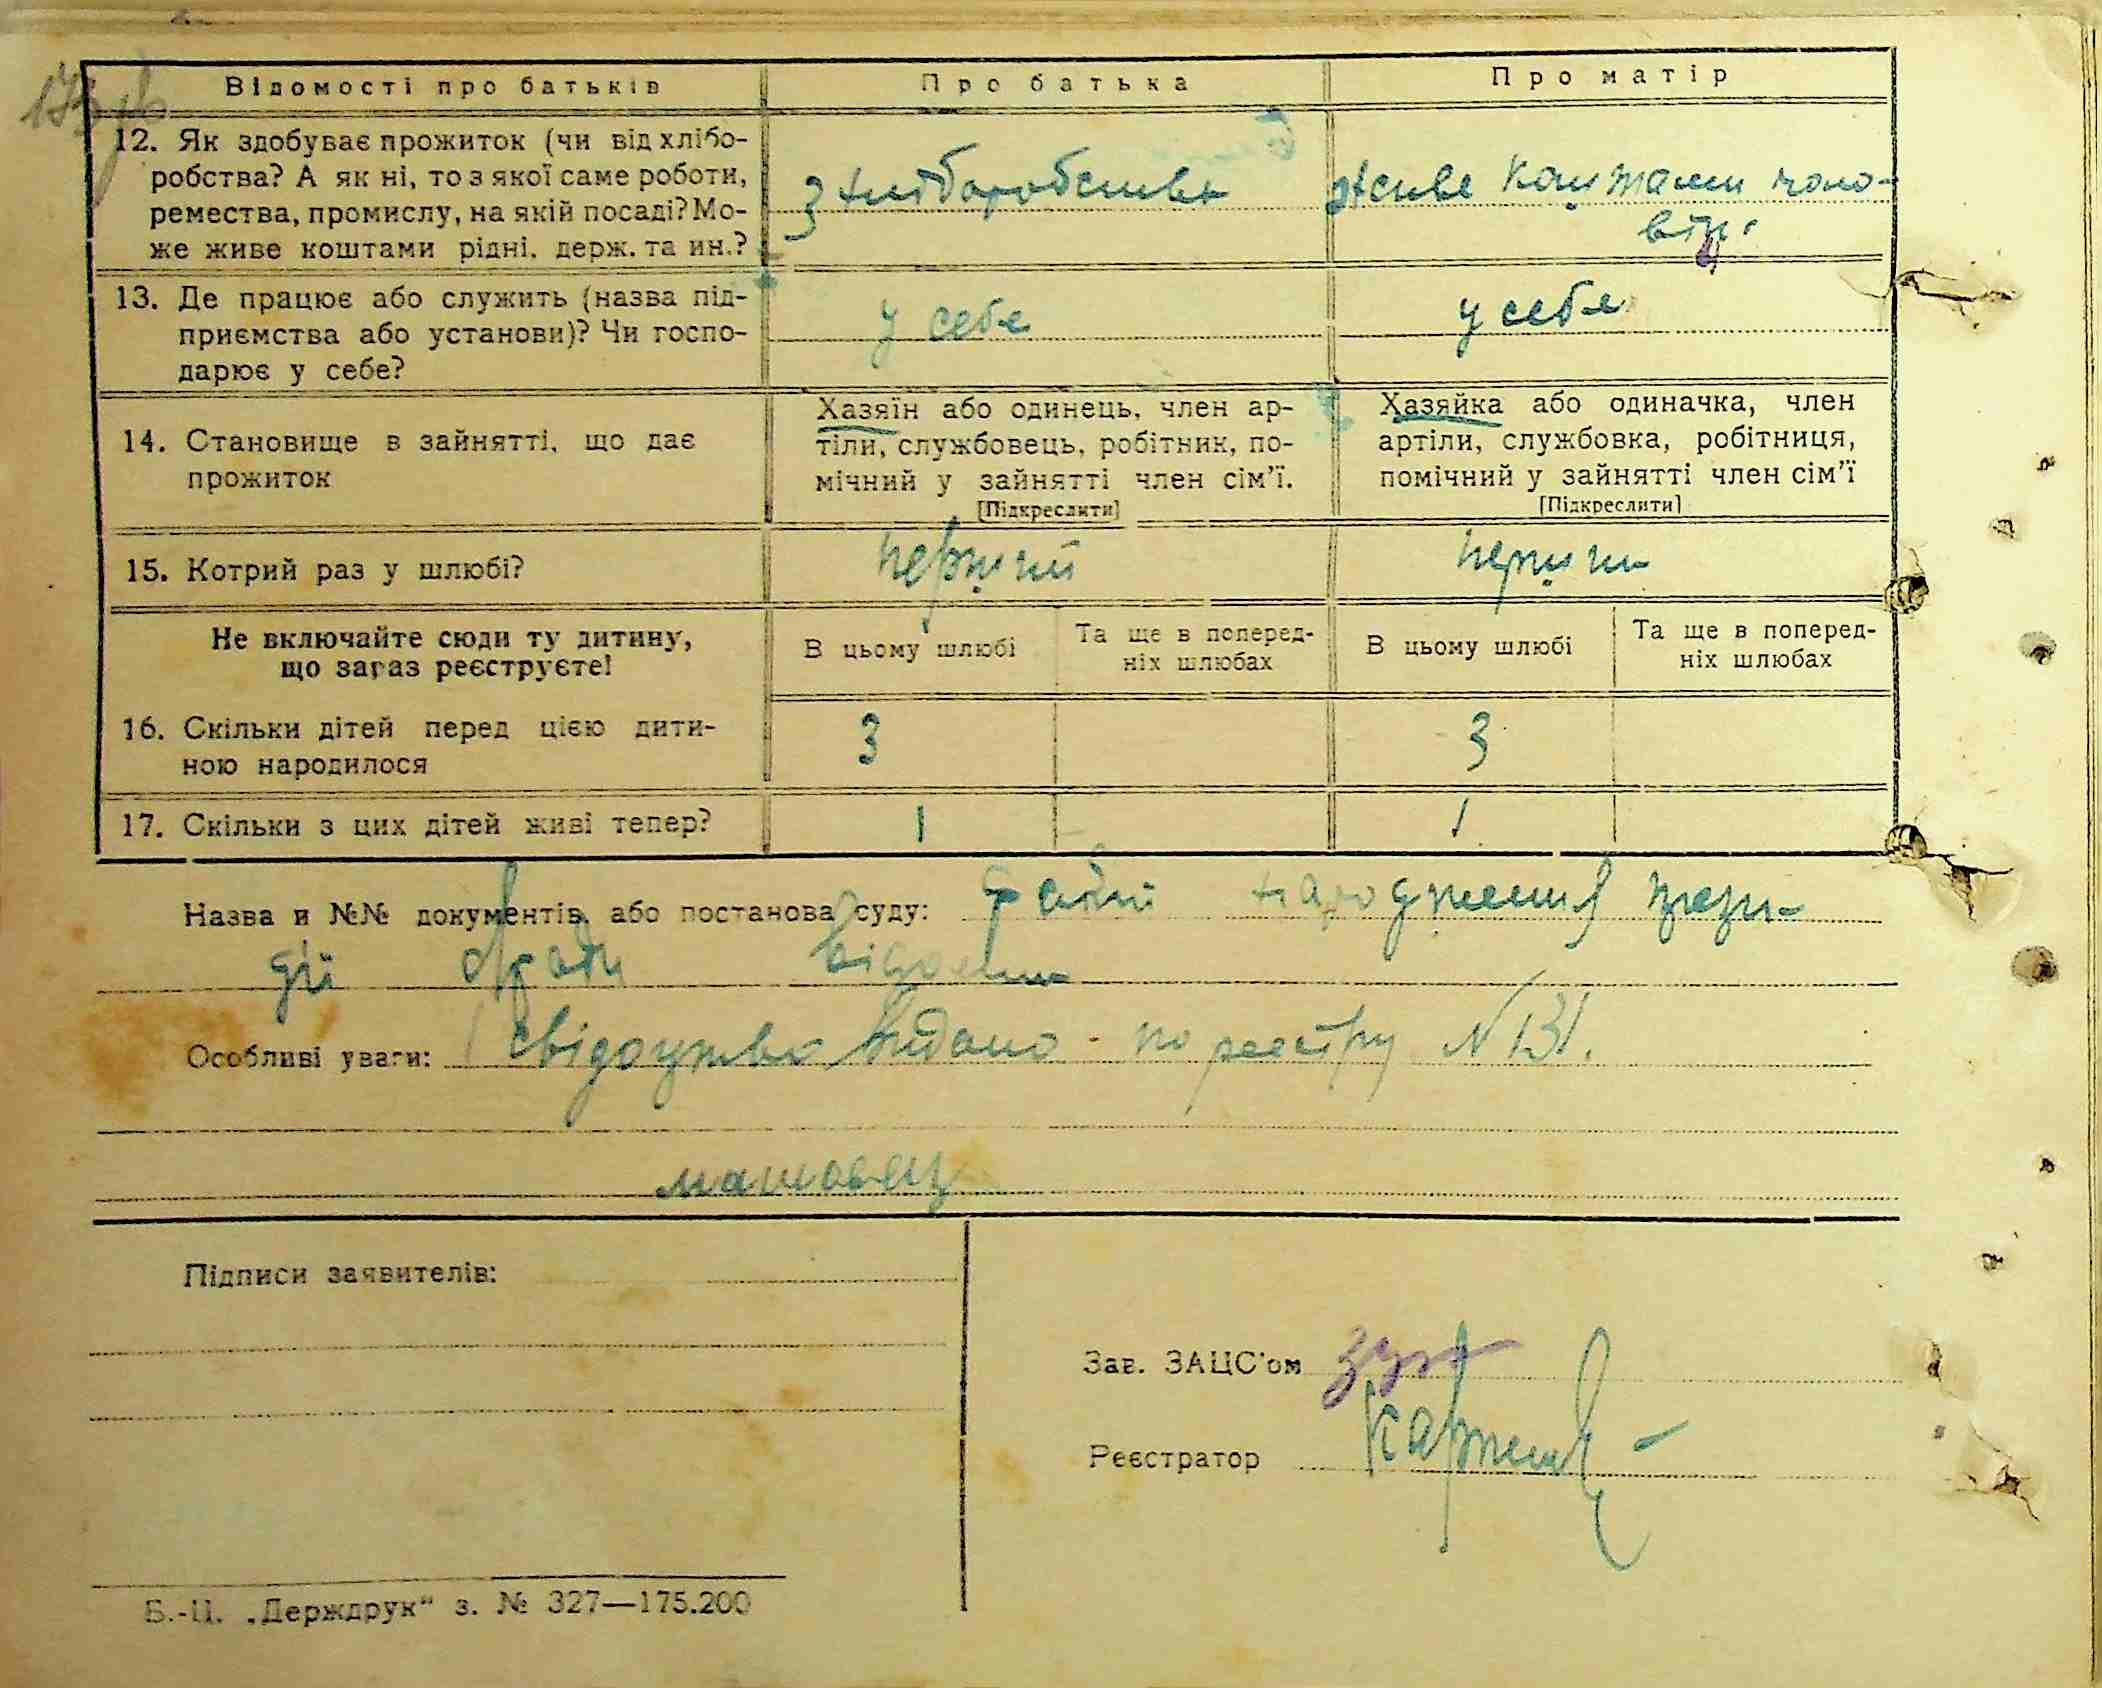 Відомості про батьків Про батька Про матір
12. Як здобуває прожиток (чи від хлібо-
робства? А як ні, то з якої саме роботи,
ремества, промислу, на якій посаді? Мо-
же живе коштами рідні, держ. та ин.?
з хліборобства
живе коштами чоло-
віч.
13. Де працює або служить (назва під-
приємства або установи)? Чи госпо-
дарює у себе?
у себе
у себе
14. Становище в зайнятті, що дає
прожиток
Хазяїн або одинець, член ар-
тіли, службовець, робітник, по-
мічний у зайнятті член сім'ї.
[Підкреслити]
Хазяйка або одиначка, член
артіли, службовка, робітниця,
помічний у зайнятті член сім'ї
[Підкреслити]
15. Котрий раз у шлюбі?
перший
перши
Не включайте сюди ту дитину,
що зараз реєструєте!
В цьому шлюбі
Та ще в поперед-
ніх шлюбах
В цьому шлюбі
Та ще в поперед-
ніх шлюбах
16. Скільки дітей перед цією дити-
ною народилося
3
3
17. Скільки з цих дітей живі тепер?
1
1
Назва и №№ документів, або постанова суду: народження
дії
Особливі уваги: свідоцтво видано - по реєстру N 131.
Підписи заявителів:
Зав. ЗАЦС'ом
Реєстратор
Б.-Ц. „Держдрук" з. № 327—175.200